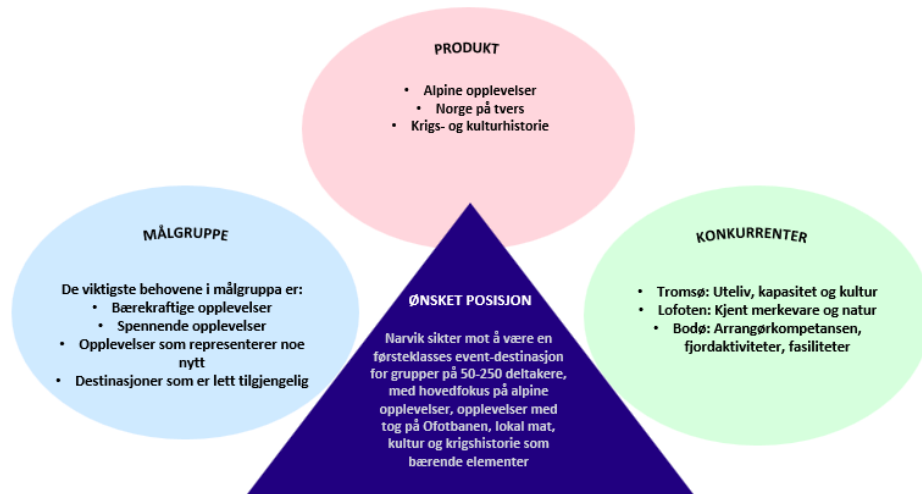 PRODUKT
• Alpine opplevelser
• Norge på tvers
• Krigs- og kulturhistorie
MÅLGRUPPE
De viktigste behovene i målgruppa er:
• Bærekraftige opplevelser
• Spennende opplevelser
• Opplevelser som representerer noe
nytt
• Destinasjoner som er lett tilgjengelig
ØNSKET POSISJON
Narvik sikter mot å være en
førsteklasses event-destinasjon
for grupper på 50-250 deltakere,
med hovedfokus på alpine
opplevelser, opplevelser med
tog på Ofotbanen, lokal mat,
kultur og krigshistorie som
bærende elementer
KONKURRENTER
• Tromsø: Uteliv, kapasitet og kultur
• Lofoten: Kjent merkevare og natur
• Bodø: Arrangørkompetansen,
fjordaktiviteter, fasiliteter